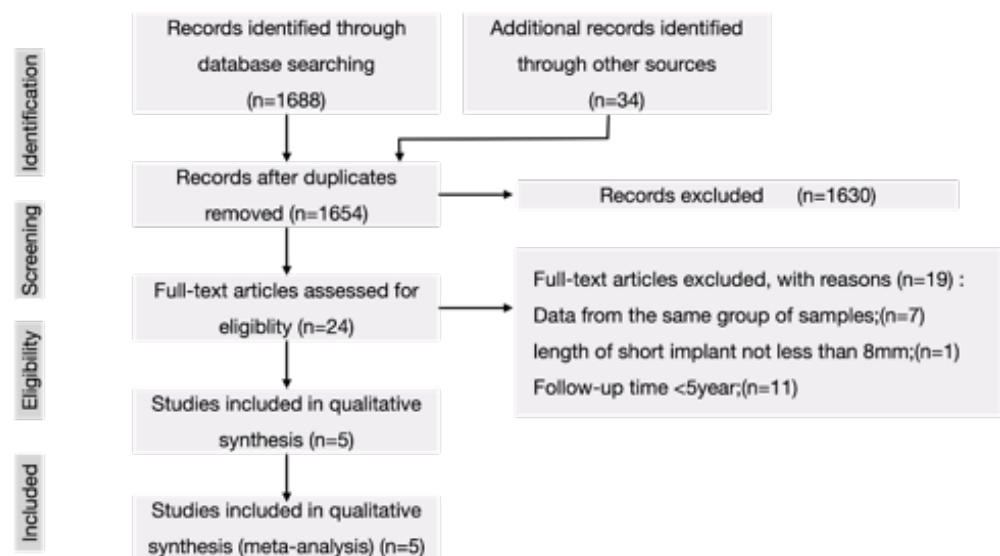 Identification
Records identified through
database searching
(n=1688)
Additional records identified
through other sources
(n=34)
Screening
Records after duplicates
removed (n=1654)
Records excluded (n=1630)
Eligibility
Full-text articles assessed for
eligiblity (n=24)
Full-text articles excluded, with reasons (n=19) :
Data from the same group of samples;(n=7)
length of short implant not less than 8mm;(n=1)
Follow-up time <5year;(n=11)
Studies included in qualitative
synthesis (n=5)
Included
Studies included in qualitative
synthesis (meta-analysis) (n=5)